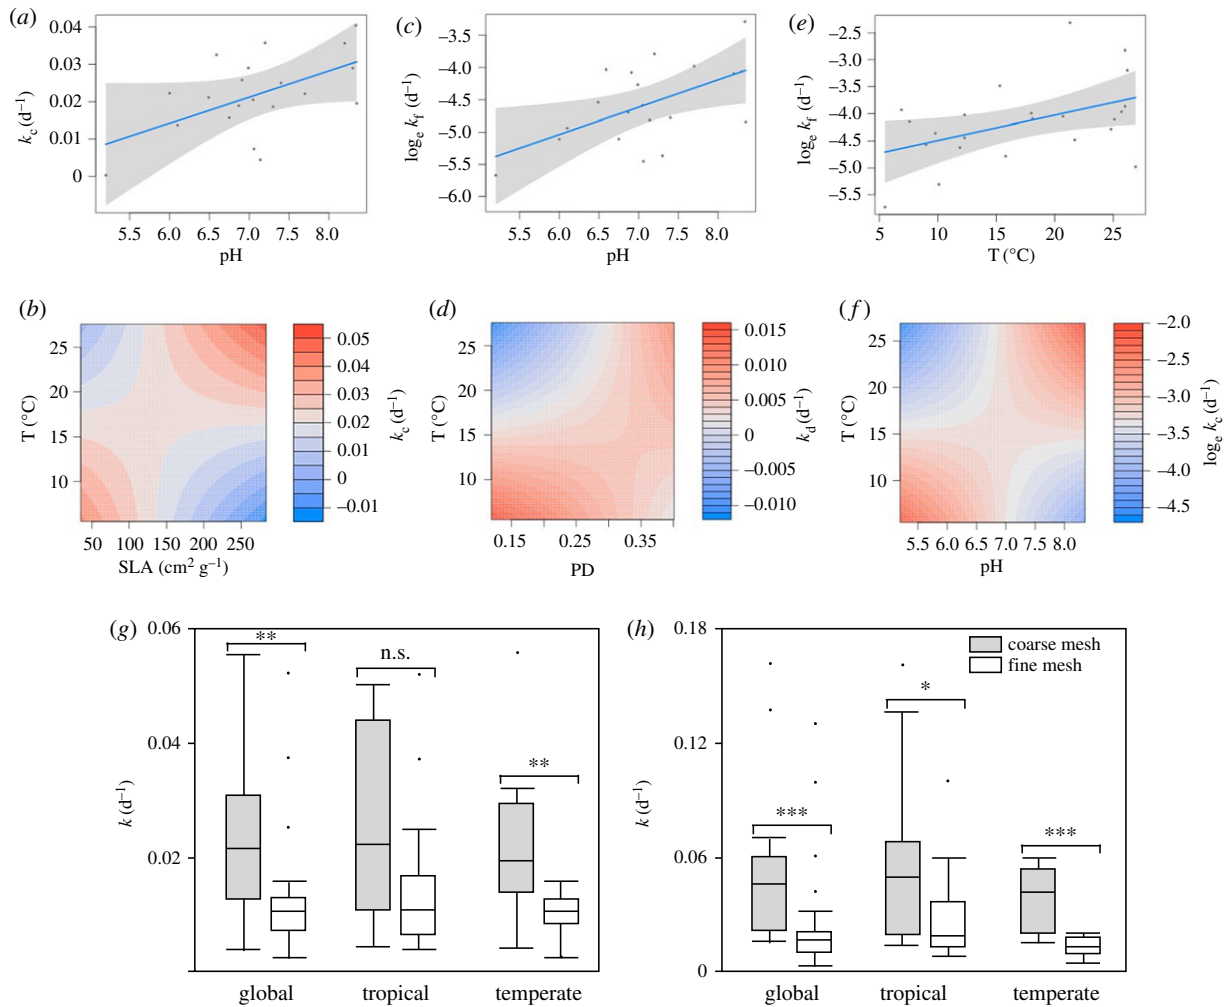 (a)
0.04
0.03
0.02
0.01
0
k_c (d⁻¹)
5.5 6.0 6.5 7.0 7.5 8.0
pH
(c)
−3.5
−4.0
−4.5
−5.0
−5.5
−6.0
log_e k_f (d⁻¹)
5.5 6.0 6.5 7.0 7.5 8.0
pH
(e)
−2.5
−3.0
−3.5
−4.0
−4.5
−5.0
−5.5
log_e k_f (d⁻¹)
5 10 15 20 25
T (°C)
(b)
25
20
15
10
T (°C)
50 100 150 200 250
SLA (cm² g⁻¹)
0.05
0.04
0.03
0.02
0.01
0
−0.01
k_c (d⁻¹)
(d)
25
20
15
10
T (°C)
0.15 0.25 0.35
PD
0.015
0.010
0.005
0
−0.005
−0.010
k_d (d⁻¹)
(f)
25
20
15
10
T (°C)
5.5 6.0 6.5 7.0 7.5 8.0
pH
−2.0
−2.5
−3.0
−3.5
−4.0
−4.5
log_e k_c (d⁻¹)
(g)
0.06
0.04
0.02
k (d⁻¹)
**
n.s.
**
global tropical temperate
(h)
0.18
0.12
0.06
0
k (d⁻¹)
coarse mesh
fine mesh
***
*
***
global tropical temperate